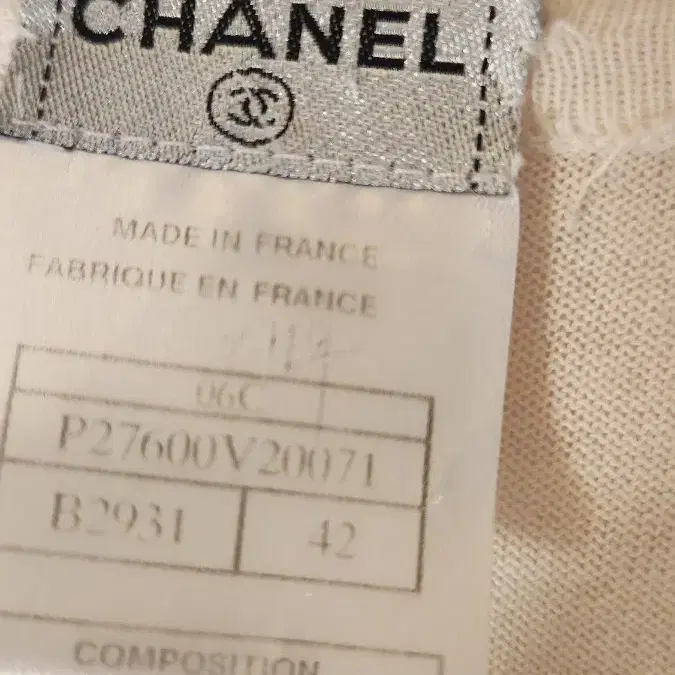 CHANEL
MADE IN FRANCE
FABRIQUE EN FRANCE
06C
P27600V20071
B2931
42
COMPOSITION